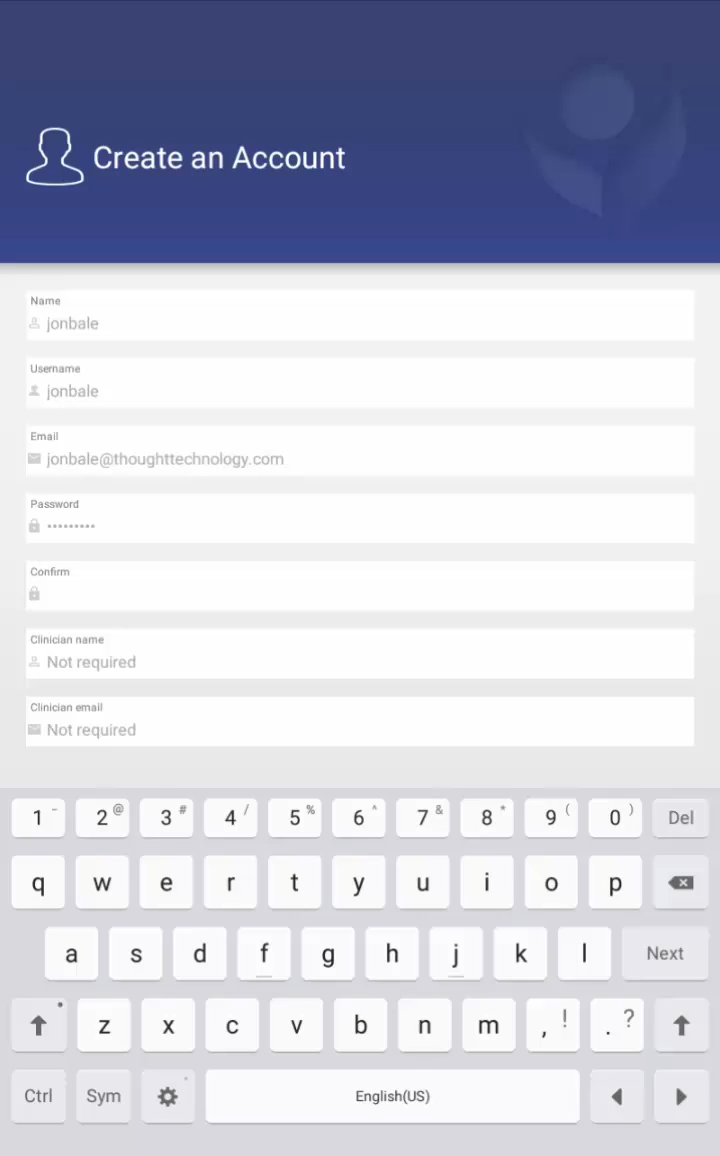 Create an Account
Name
jonbale
Username
jonbale
Email
jonbale@thoughttechnology.com
Password
•••••••••
Confirm
Clinician name
Not required
Clinician email
Not required
1 - 2 @ 3 # 4 / 5 % 6 ^ 7 & 8 * 9 ( 0 ) Del
q w e r t y u i o p
a s d f g h j k l Next
z x c v b n m , ! . ?
Ctrl Sym English(US)